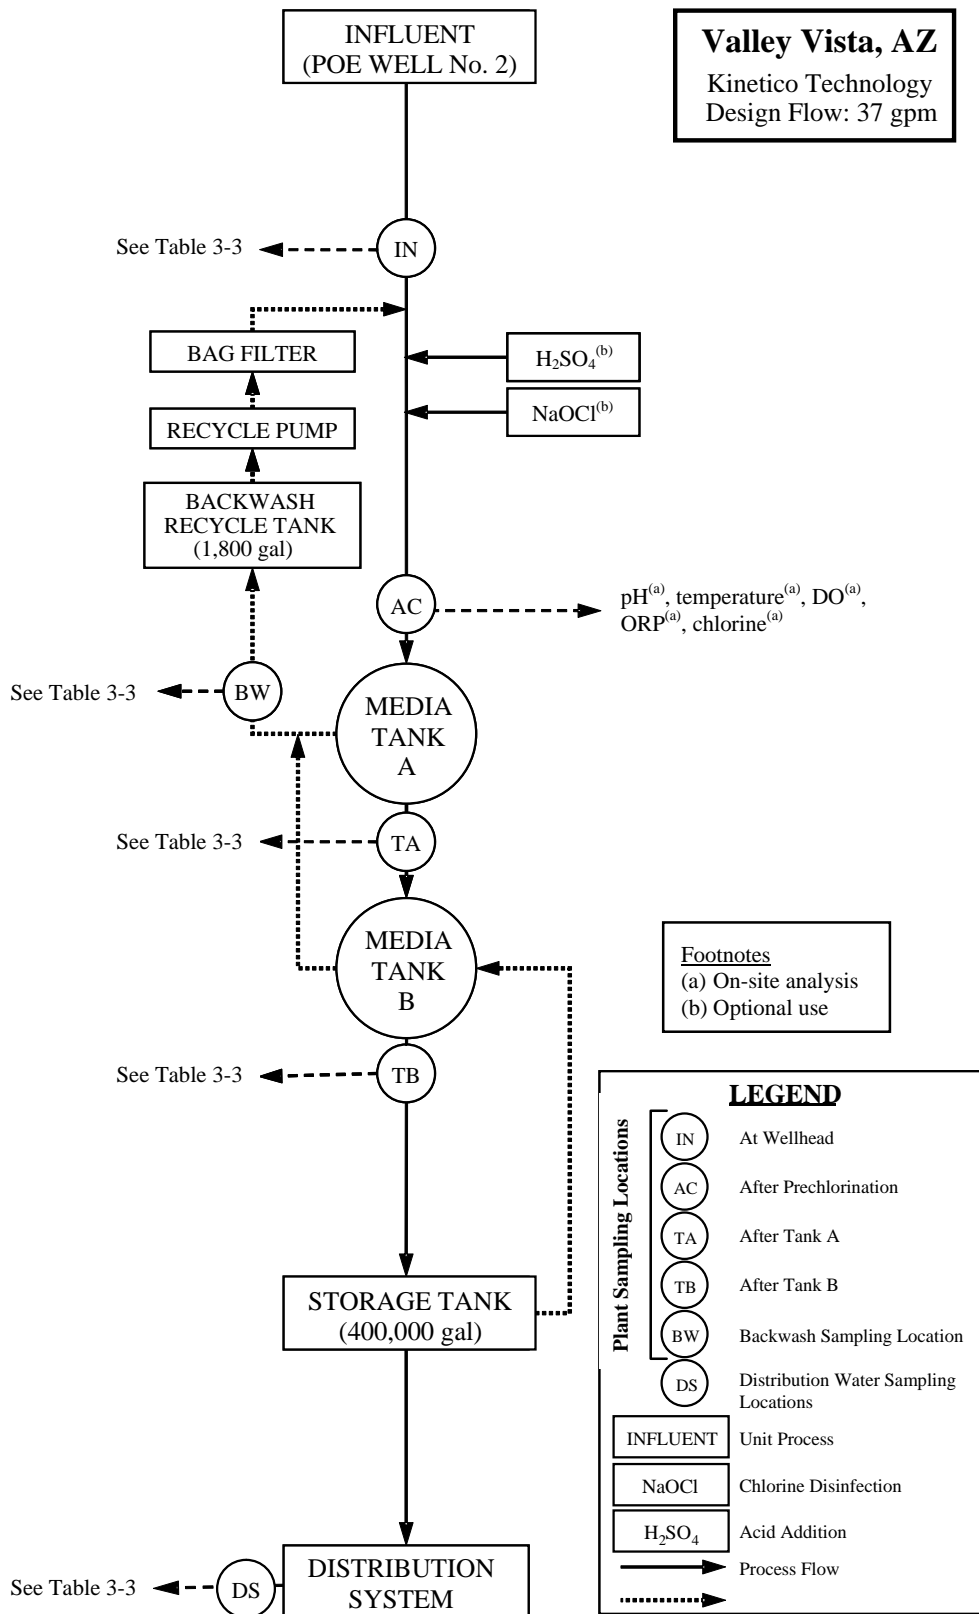 INFLUENT
(POE WELL No. 2)
Valley Vista, AZ
Kinetico Technology
Design Flow: 37 gpm
See Table 3-3
IN
BAG FILTER
H₂SO₄⁽ᵇ⁾
NaOCl⁽ᵇ⁾
RECYCLE PUMP
BACKWASH
RECYCLE TANK
(1,800 gal)
AC
pH⁽ᵃ⁾, temperature⁽ᵃ⁾, DO⁽ᵃ⁾,
ORP⁽ᵃ⁾, chlorine⁽ᵃ⁾
See Table 3-3
BW
MEDIA
TANK
A
See Table 3-3
TA
MEDIA
TANK
B
Footnotes
(a) On-site analysis
(b) Optional use
See Table 3-3
TB
STORAGE TANK
(400,000 gal)
See Table 3-3
DS
DISTRIBUTION
SYSTEM
LEGEND
Plant Sampling Locations
IN At Wellhead
AC After Prechlorination
TA After Tank A
TB After Tank B
BW Backwash Sampling Location
DS Distribution Water Sampling
Locations
INFLUENT Unit Process
NaOCl Chlorine Disinfection
H₂SO₄ Acid Addition
Process Flow